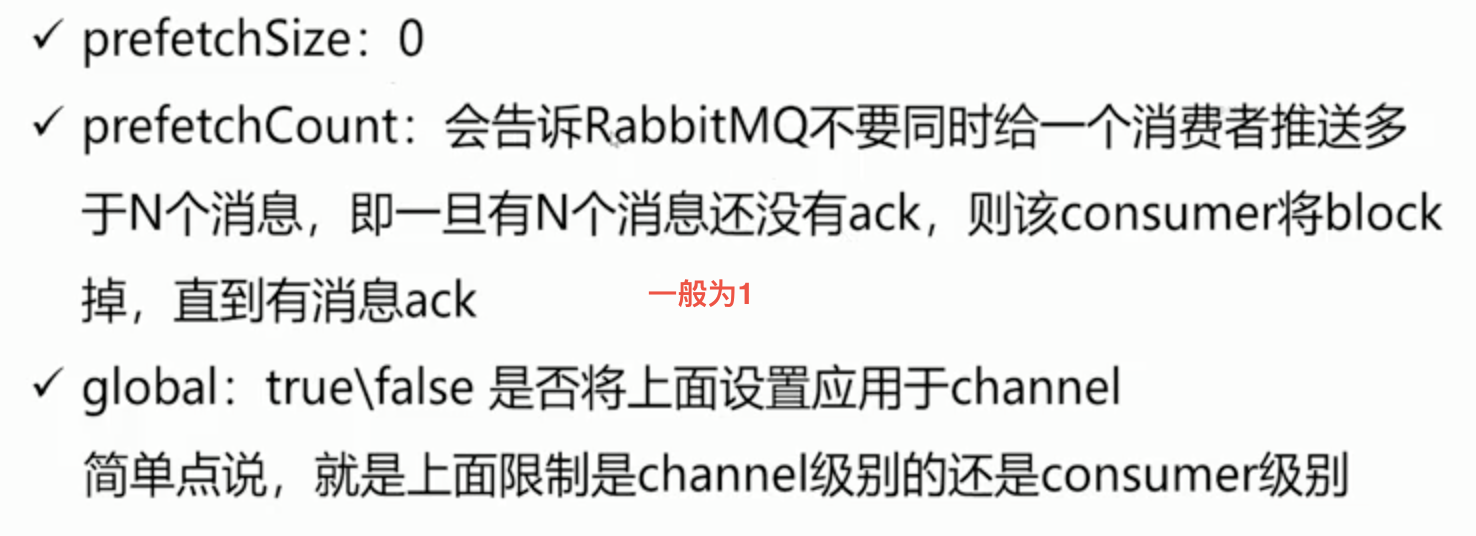 ✓ prefetchSize：0
✓ prefetchCount：会告诉RabbitMQ不要同时给一个消费者推送多
于N个消息，即一旦有N个消息还没有ack，则该consumer将block
掉，直到有消息ack 一般为1
✓ global：true\false 是否将上面设置应用于channel
简单点说，就是上面限制是channel级别的还是consumer级别